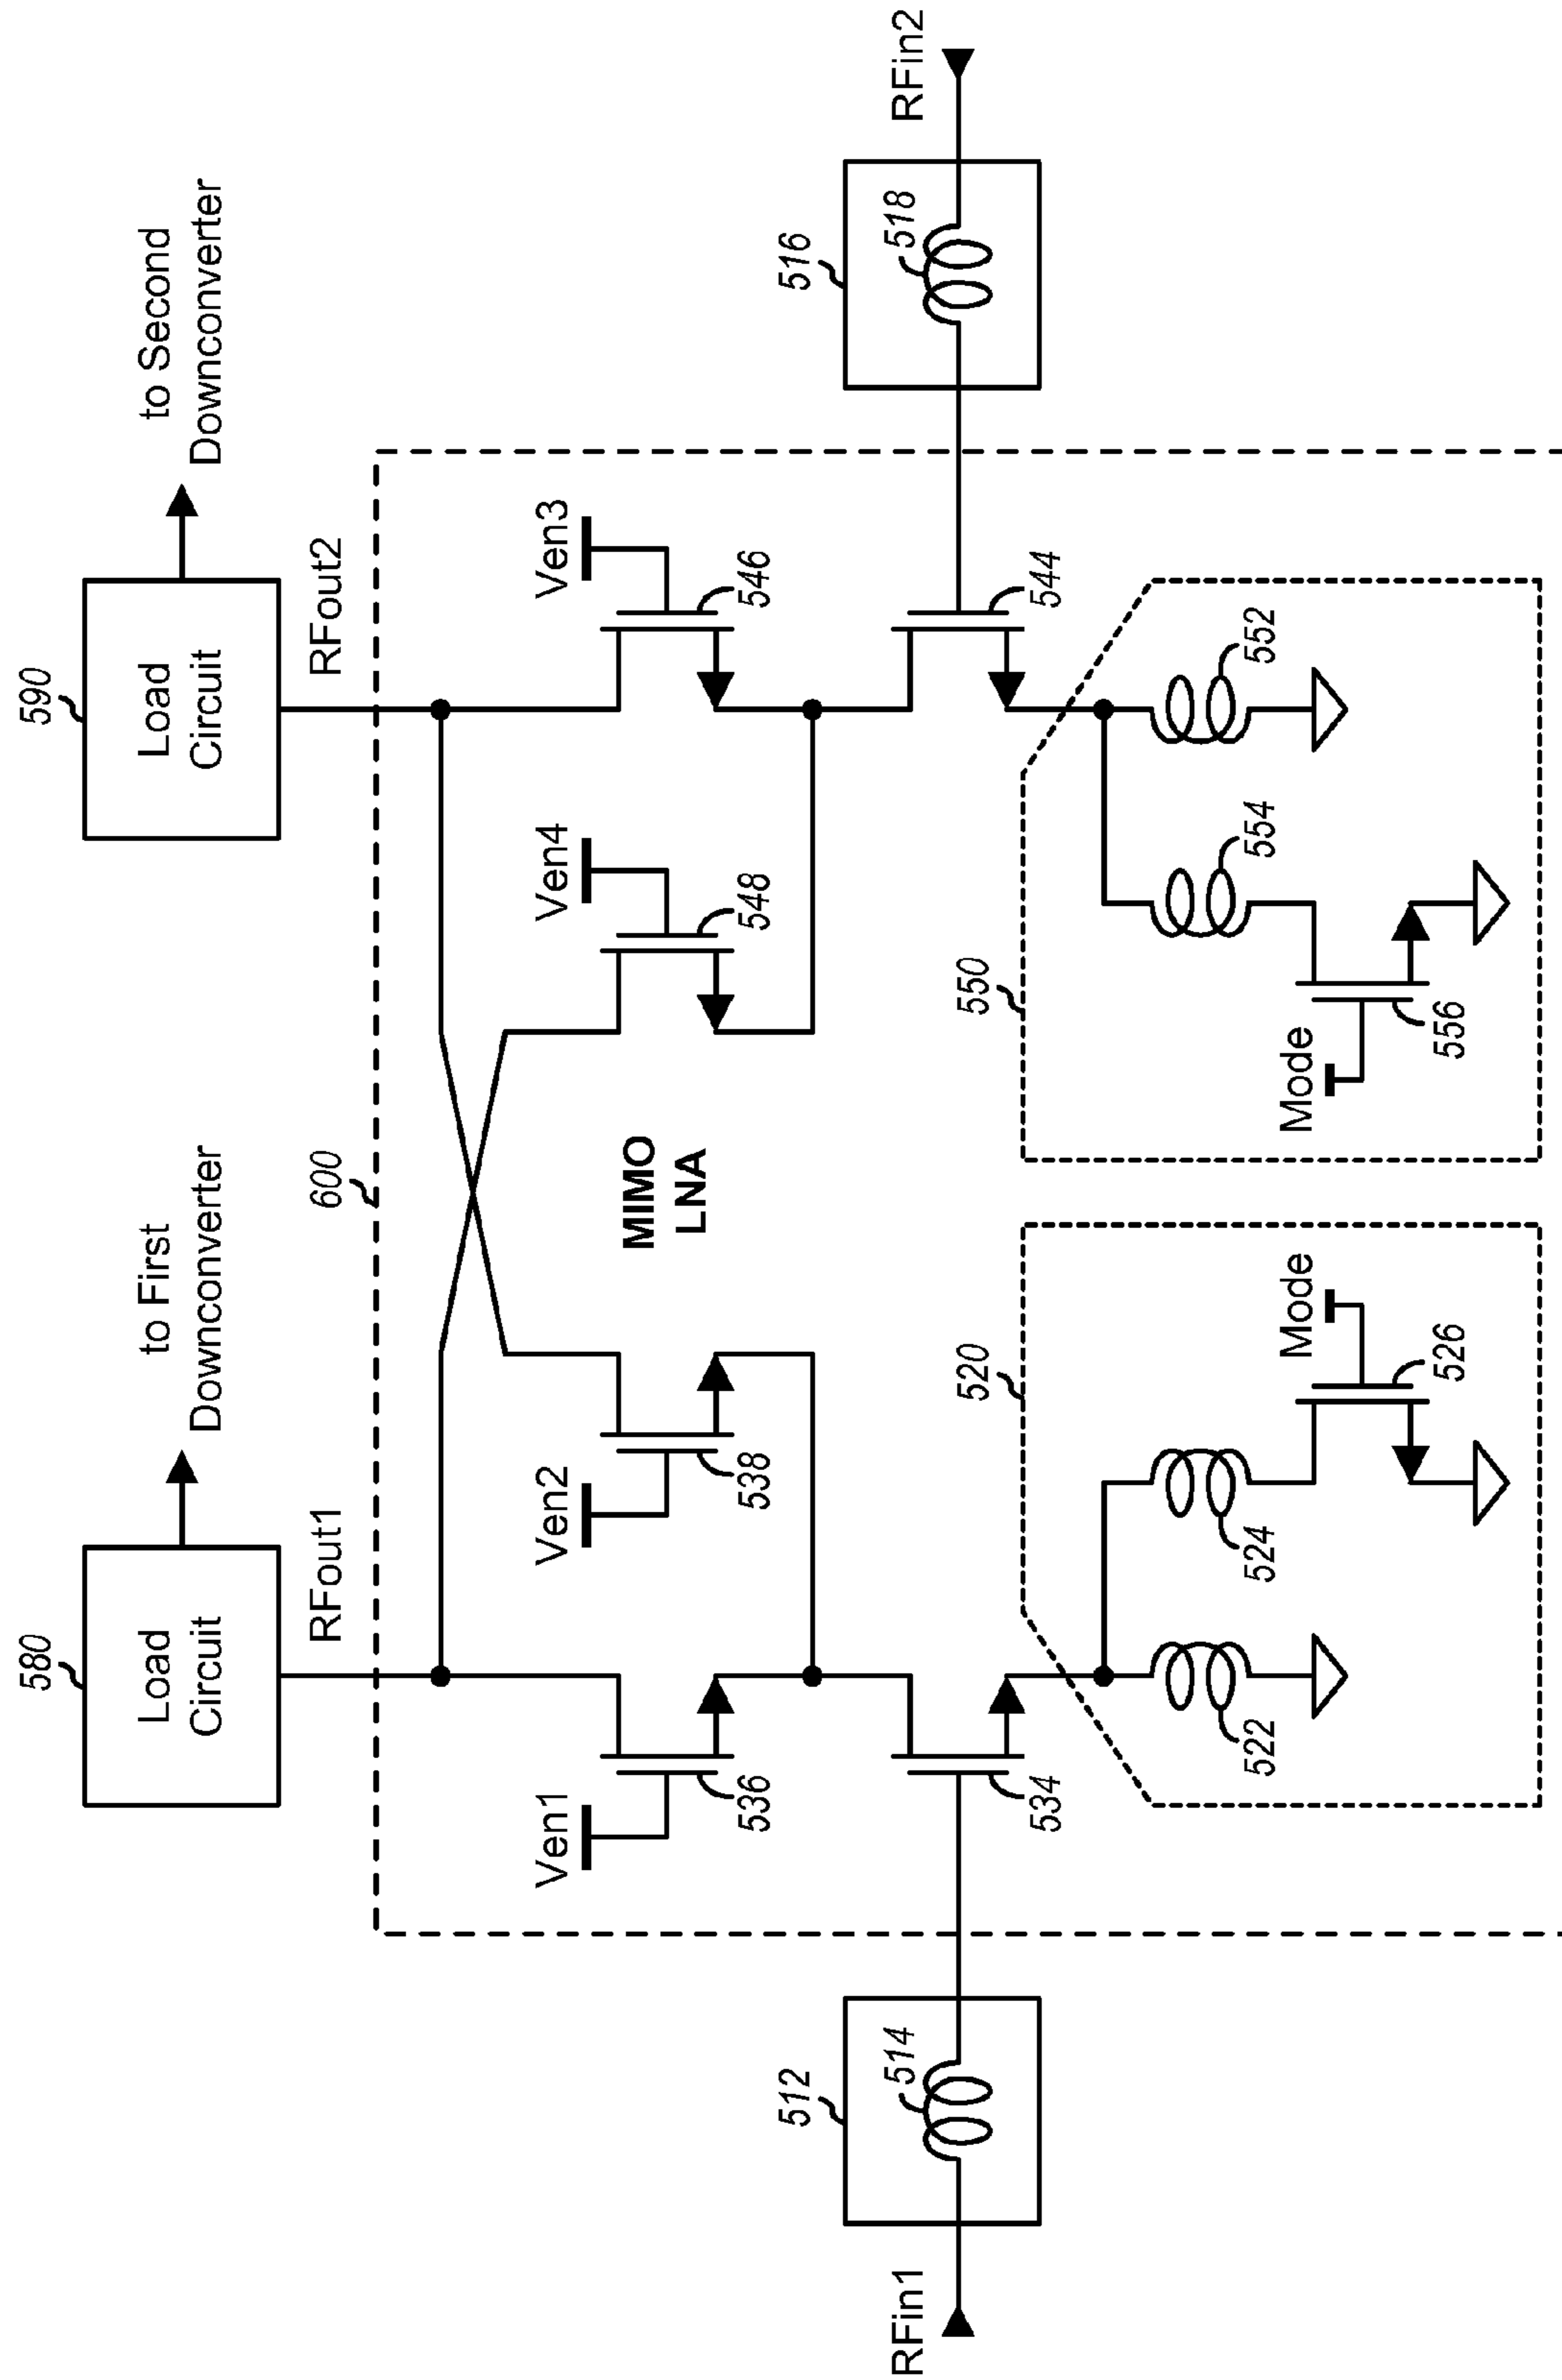 580
Load
Circuit
to First
Downconverter
RFout1
590
Load
Circuit
to Second
Downconverter
RFout2
600
Ven1
536
Ven2
538
MIMO
LNA
Ven4
548
Ven3
546
RFin1
512
514
534
544
516
518
RFin2
520
522
524
Mode
526
550
Mode
556
554
552